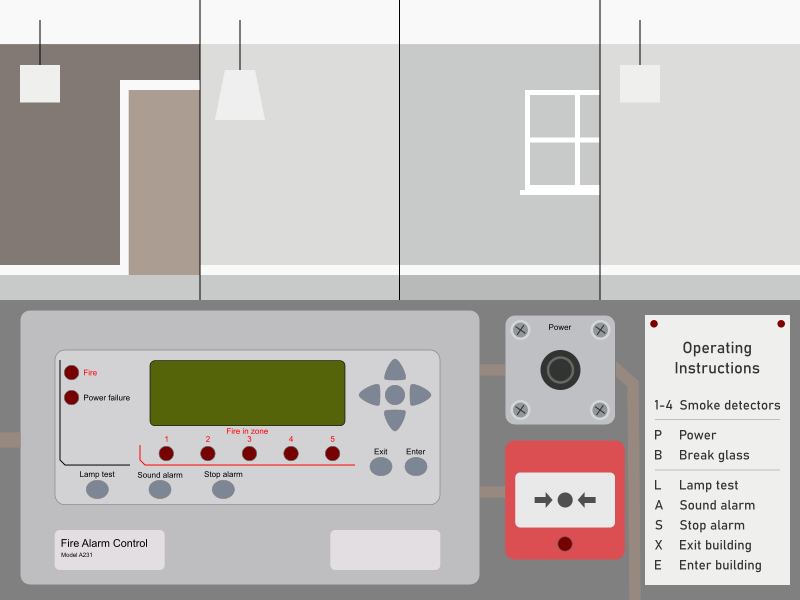 Fire
Power failure
Fire in zone
1 2 3 4 5
Lamp test Sound alarm Stop alarm
Exit Enter
Fire Alarm Control
Model A231
Power
Operating
Instructions
1-4 Smoke detectors
P Power
B Break glass
L Lamp test
A Sound alarm
S Stop alarm
X Exit building
E Enter building